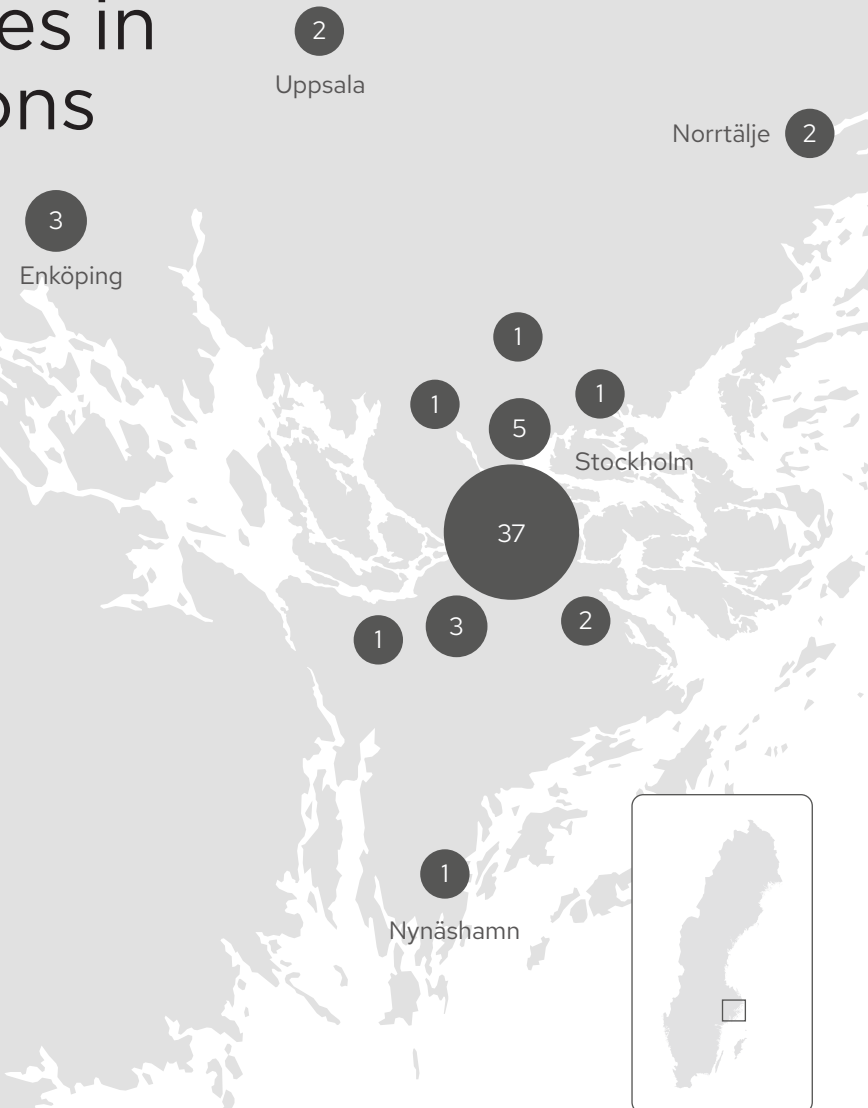 es in
ons
2
Uppsala
Norrtälje 2
3
Enköping
1
1
1
5
Stockholm
37
1
3
2
1
Nynäshamn